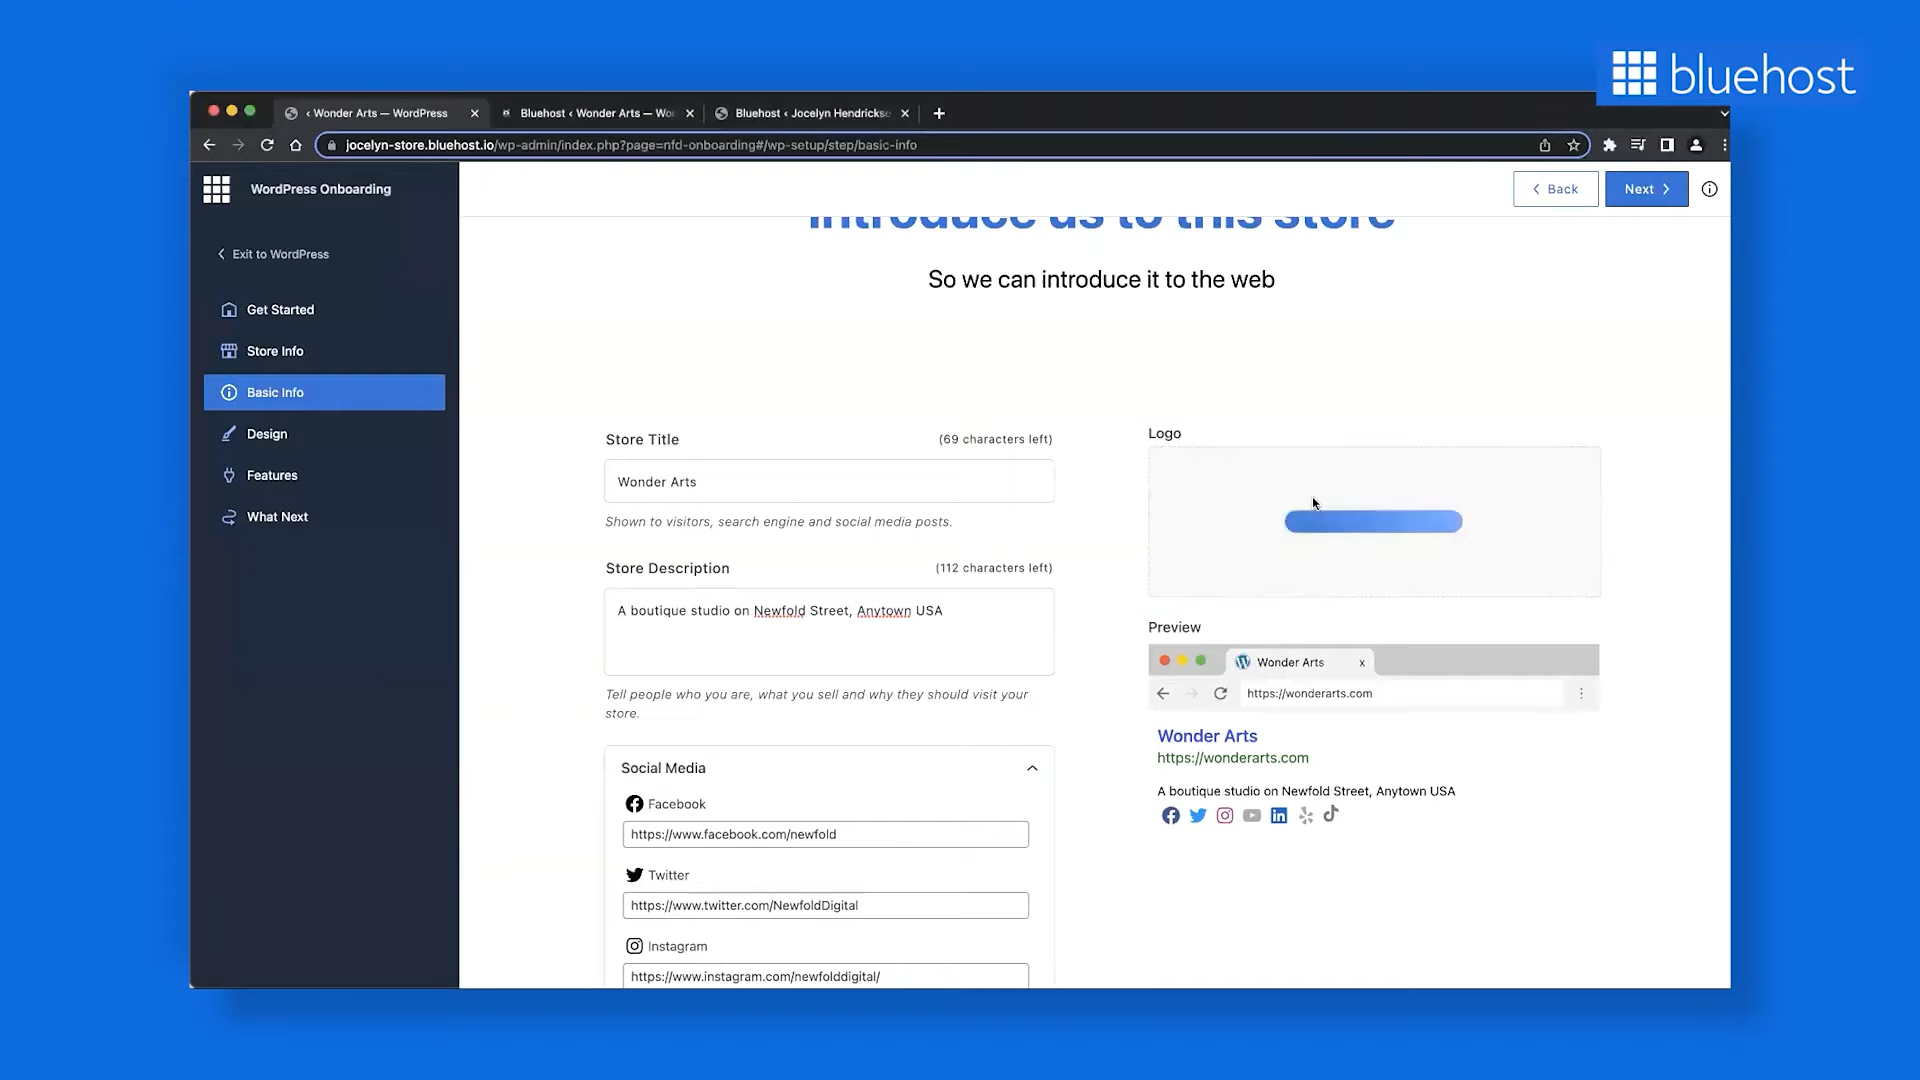 bluehost
‹ Wonder Arts — WordPress
Bluehost ‹ Wonder Arts — Wor
Bluehost ‹ Jocelyn Hendrickse
jocelyn-store.bluehost.io/wp-admin/index.php?page=nfd-onboarding#/wp-setup/step/basic-info
WordPress Onboarding
Back
Next
Exit to WordPress
Get Started
Store Info
Basic Info
Design
Features
What Next
Introduce us to this store
So we can introduce it to the web
Store Title
(69 characters left)
Wonder Arts
Shown to visitors, search engine and social media posts.
Store Description
(112 characters left)
A boutique studio on Newfold Street, Anytown USA
Tell people who you are, what you sell and why they should visit your
store.
Social Media
Facebook
https://www.facebook.com/newfold
Twitter
https://www.twitter.com/NewfoldDigital
Instagram
https://www.instagram.com/newfolddigital/
Logo
Preview
Wonder Arts
x
https://wonderarts.com
Wonder Arts
https://wonderarts.com
A boutique studio on Newfold Street, Anytown USA